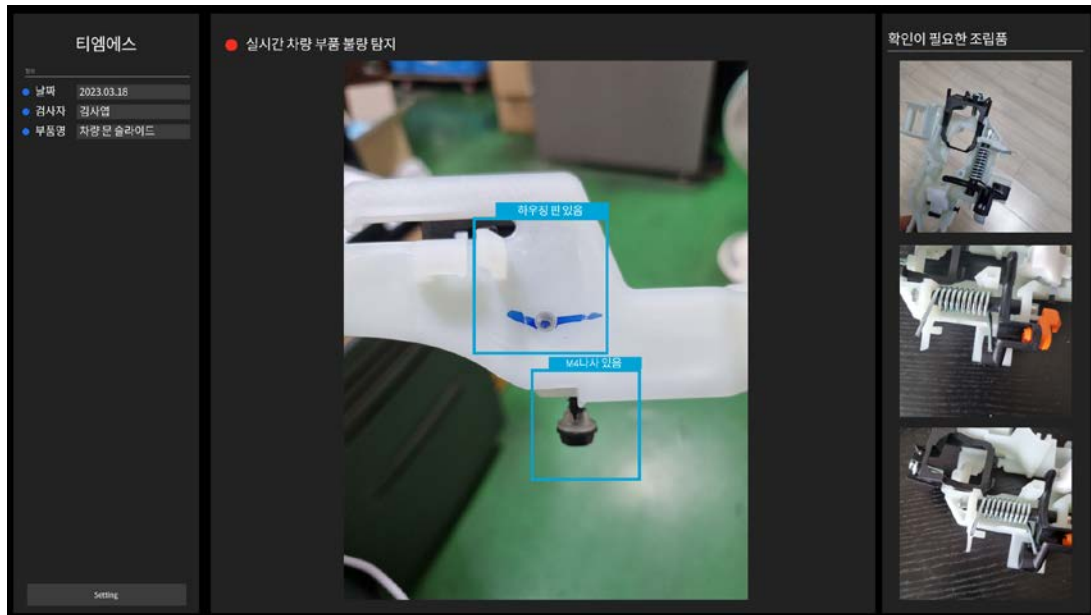 티엠에스
정보
날짜 2023.03.18
검사자 김사엽
부품명 차량 문 슬라이드
Setting
실시간 차량 부품 불량 탐지
하우징 핀 있음
M4나사 있음
확인이 필요한 조립품